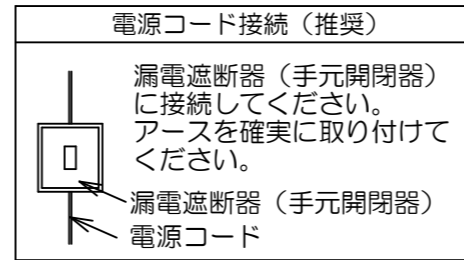 電源コード接続（推奨）
漏電遮断器（手元開閉器）
に接続してください。
アースを確実に取り付けて
ください。
漏電遮断器（手元開閉器）
電源コード